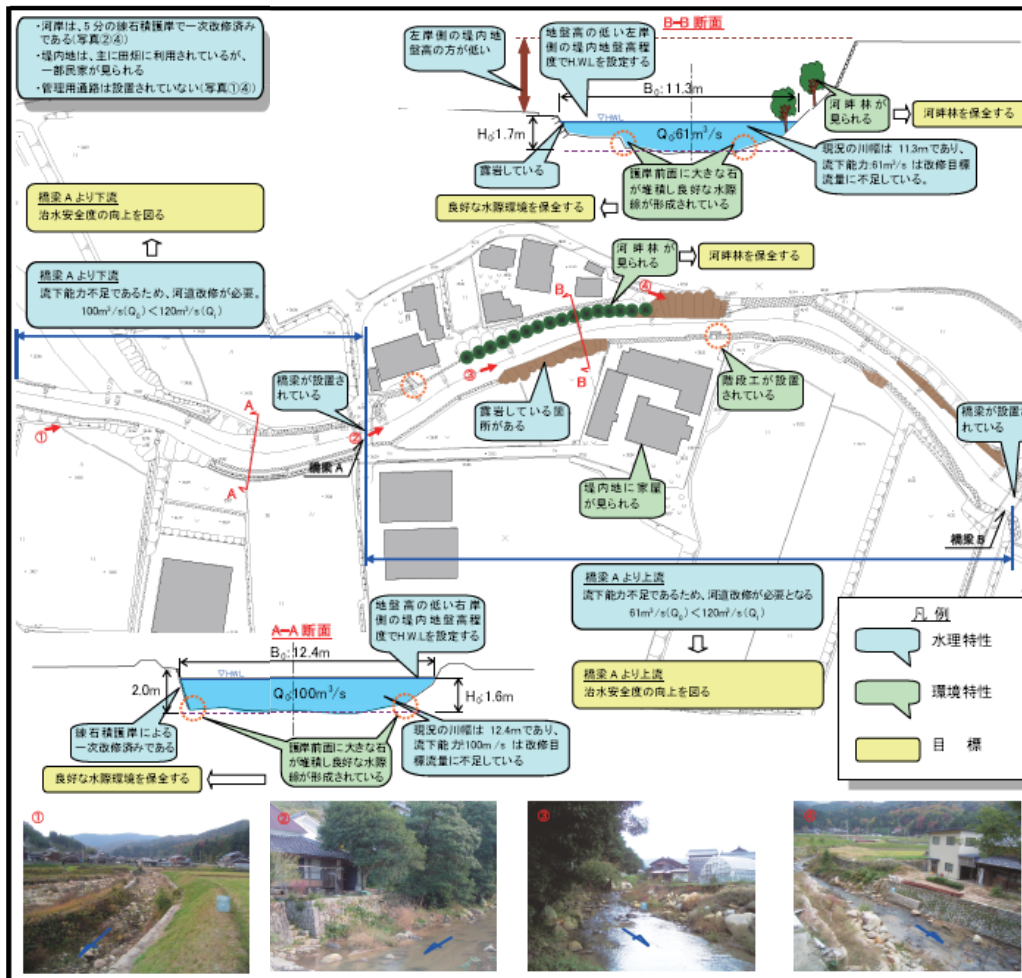 ・河岸は、5分の練石積護岸で一次改修済み
である(写真②④)
・堤内地は、主に田畑に利用されているが、
一部民家が見られる
・管理用通路は設置されていない(写真①④)
B-B 断面
左岸側の堤内地
盤高の方が低い
地盤高の低い左岸
側の堤内地盤高程
度でH.W.Lを設定する
B₀:11.3m
▽HWL
H₀:1.7m
Q₀:61m³/s
露岩している
護岸前面に大きな石
が堆積し良好な水際
線が形成されている
良好な水際環境を保全する
河畔林が
見られる
河畔林を保全する
現況の川幅は 11.3mであり、
流下能力:61m³/s は改修目標
流量に不足している。
橋梁 A より下流
治水安全度の向上を図る
橋梁 A より下流
流下能力不足であるため、河道改修が必要。
100m³/s(Q₀)<120m³/s(Q₁)
河畔林が
見られる
河畔林を保全する
④
B
B
③
橋梁が設置さ
れている
A
A
①
②
橋梁 A
露岩している箇
所がある
階段工が設置
されている
堤内地に家屋
が見られる
橋梁が設置さ
れている
橋梁 B
橋梁 A より上流
流下能力不足であるため、河道改修が必要となる
61m³/s(Q₀)<120m³/s(Q₁)
橋梁 A より上流
治水安全度の向上を図る
凡 例
水理特性
環境特性
目 標
地盤高の低い右岸
側の堤内地盤高程度
でH.W.Lを設定する
A-A 断面
B₀:12.4m
▽HWL
2.0m
Q₀:100m³/s
H₀:1.6m
練石積護岸による
一次改修済みである
護岸前面に大きな石
が堆積し良好な水際
線が形成されている
現況の川幅は 12.4mであり、
流下能力:100m/s は改修目
標流量に不足している
良好な水際環境を保全する
①
②
③
④